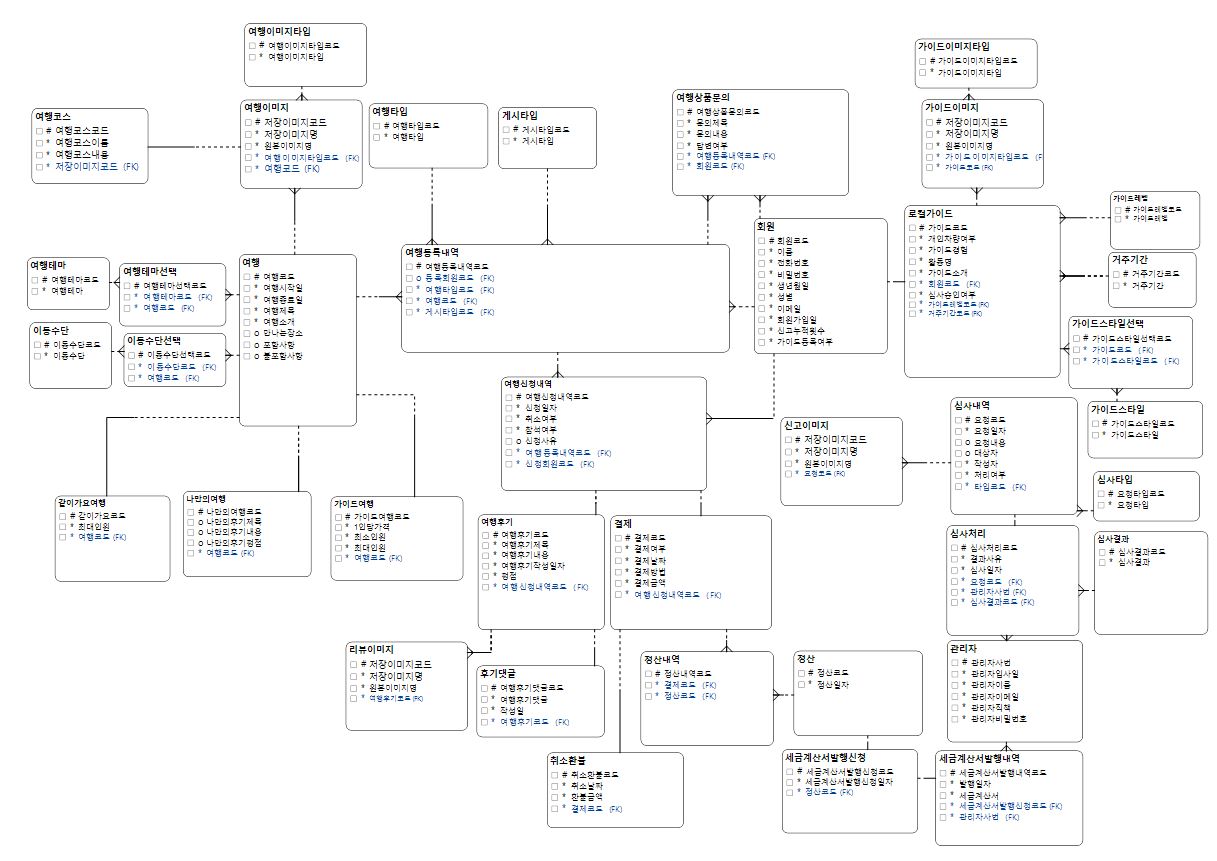 여행이미지타입
# 여행이미지타입코드
* 여행이미지타입
가이드이미지타입
# 가이드이미지타입코드
* 가이드이미지타입
여행코스
# 여행코스코드
* 여행코스이름
* 여행코스내용
* 저장이미지코드 (FK)
여행이미지
# 저장이미지코드
* 저장이미지명
* 원본이미지명
* 여행이미지타입코드 (FK)
* 여행코드 (FK)
여행타입
# 여행타입코드
* 여행타입
게시타입
# 게시타입코드
* 게시타입
여행상품문의
# 여행상품문의코드
* 문의제목
* 문의내용
* 답변여부
* 여행등록내역코드(FK)
* 회원코드 (FK)
가이드이미지
# 저장이미지코드
* 저장이미지명
* 원본이미지명
* 가이드이미지타입코드 (F
* 가이드코드 (FK)
가이드레벨
# 가이드레벨코드
* 가이드레벨
로컬가이드
# 가이드코드
* 개인차량여부
* 가이드경험
* 활동명
* 가이드소개
* 회원코드 (FK)
* 심사승인여부
* 가이드레벨코드(FK)
* 거주기간코드(FK)
거주기간
# 거주기간코드
* 거주기간
회원
# 회원코드
* 이름
* 전화번호
* 비밀번호
* 생년월일
* 성별
* 이메일
* 회원가입일
* 신고누적횟수
* 가이드등록여부
여행등록내역
# 여행등록내역코드
o 등록회원코드 (FK)
* 여행타입코드 (FK)
* 여행코드 (FK)
* 게시타입코드 (FK)
여행테마
# 여행테마코드
* 여행테마
여행테마선택
# 여행테마선택코드
* 여행테마코드 (FK)
* 여행코드 (FK)
여행
# 여행코드
* 여행시작일
* 여행종료일
* 여행제목
* 여행소개
o 만나는장소
o 포함사항
o 불포함사항
이동수단
# 이동수단코드
* 이동수단
이동수단선택
# 이동수단선택코드
* 이동수단코드 (FK)
* 여행코드 (FK)
가이드스타일선택
# 가이드스타일선택코드
* 가이드코드 (FK)
* 가이드스타일코드 (FK)
가이드스타일
# 가이드스타일코드
* 가이드스타일
여행신청내역
# 여행신청내역코드
* 신청일자
* 취소여부
* 참석여부
o 신청사유
* 여행등록내역코드 (FK)
* 신청회원코드 (FK)
신고이미지
# 저장이미지코드
* 저장이미지명
* 원본이미지명
* 요청코드 (FK)
심사내역
# 요청코드
* 요청일자
o 요청내용
o 대상자
* 작성자
* 처리여부
* 타입코드 (FK)
심사타입
# 요청타입코드
* 요청타입
같이가요여행
# 같이가요코드
* 최대인원
* 여행코드 (FK)
나만의여행
# 나만의여행코드
o 나만의후기제목
o 나만의후기내용
o 나만의후기평점
* 여행코드 (FK)
가이드여행
# 가이드여행코드
* 1인당가격
* 최소인원
* 최대인원
* 여행코드 (FK)
여행후기
# 여행후기코드
* 여행후기제목
* 여행후기내용
* 여행후기작성일자
* 평점
* 여행신청내역코드 (FK)
결제
# 결제코드
* 결제여부
* 결제날짜
* 결제방법
* 결제금액
* 여행신청내역코드 (FK)
심사처리
# 심사처리코드
* 결과사유
* 심사일자
* 요청코드 (FK)
* 관리자사번 (FK)
* 심사결과코드 (FK)
심사결과
# 심사결과코드
* 심사결과
리뷰이미지
# 저장이미지코드
* 저장이미지명
* 원본이미지명
* 여행후기코드(FK)
후기댓글
# 여행후기댓글코드
* 여행후기댓글
* 작성일
* 여행후기코드 (FK)
정산내역
# 정산내역코드
* 결제코드 (FK)
* 정산코드 (FK)
정산
# 정산코드
* 정산일자
관리자
# 관리자사번
* 관리자입사일
* 관리자이름
* 관리자이메일
* 관리자직책
* 관리자비밀번호
취소환불
# 취소환불코드
* 취소날짜
* 환불금액
* 결제코드 (FK)
세금계산서발행신청
# 세금계산서발행신청코드
* 세금계산서발행신청일자
* 정산코드 (FK)
세금계산서발행내역
# 세금계산서발행내역코드
* 발행일자
* 세금계산서
* 세금계산서발행신청코드(FK)
* 관리자사번 (FK)